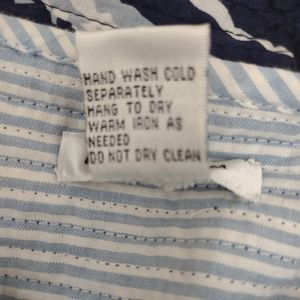 HAND WASH COLD
SEPARATELY
HANG TO DRY
WARM IRON AS
NEEDED
DO NOT DRY CLEAN